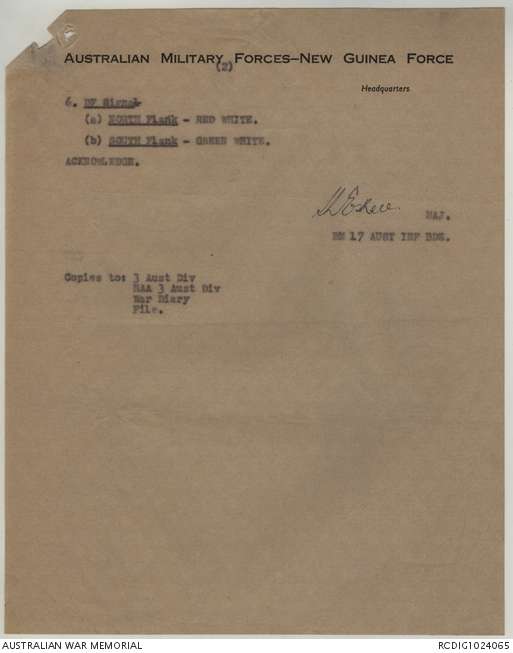 AUSTRALIAN MILITARY FORCES—NEW GUINEA FORCE
(2)
Headquarters
6. DF Signal
(a) NORTH Flank - RED WHITE.
(b) SOUTH Flank - GREEN WHITE.
ACKNOWLEDGE.
MAJ.
BM 17 AUST INF BDE.
Copies to: 3 Aust Div
RAA 3 Aust Div
War Diary
File.
AUSTRALIAN WAR MEMORIAL
RCDIG1024065